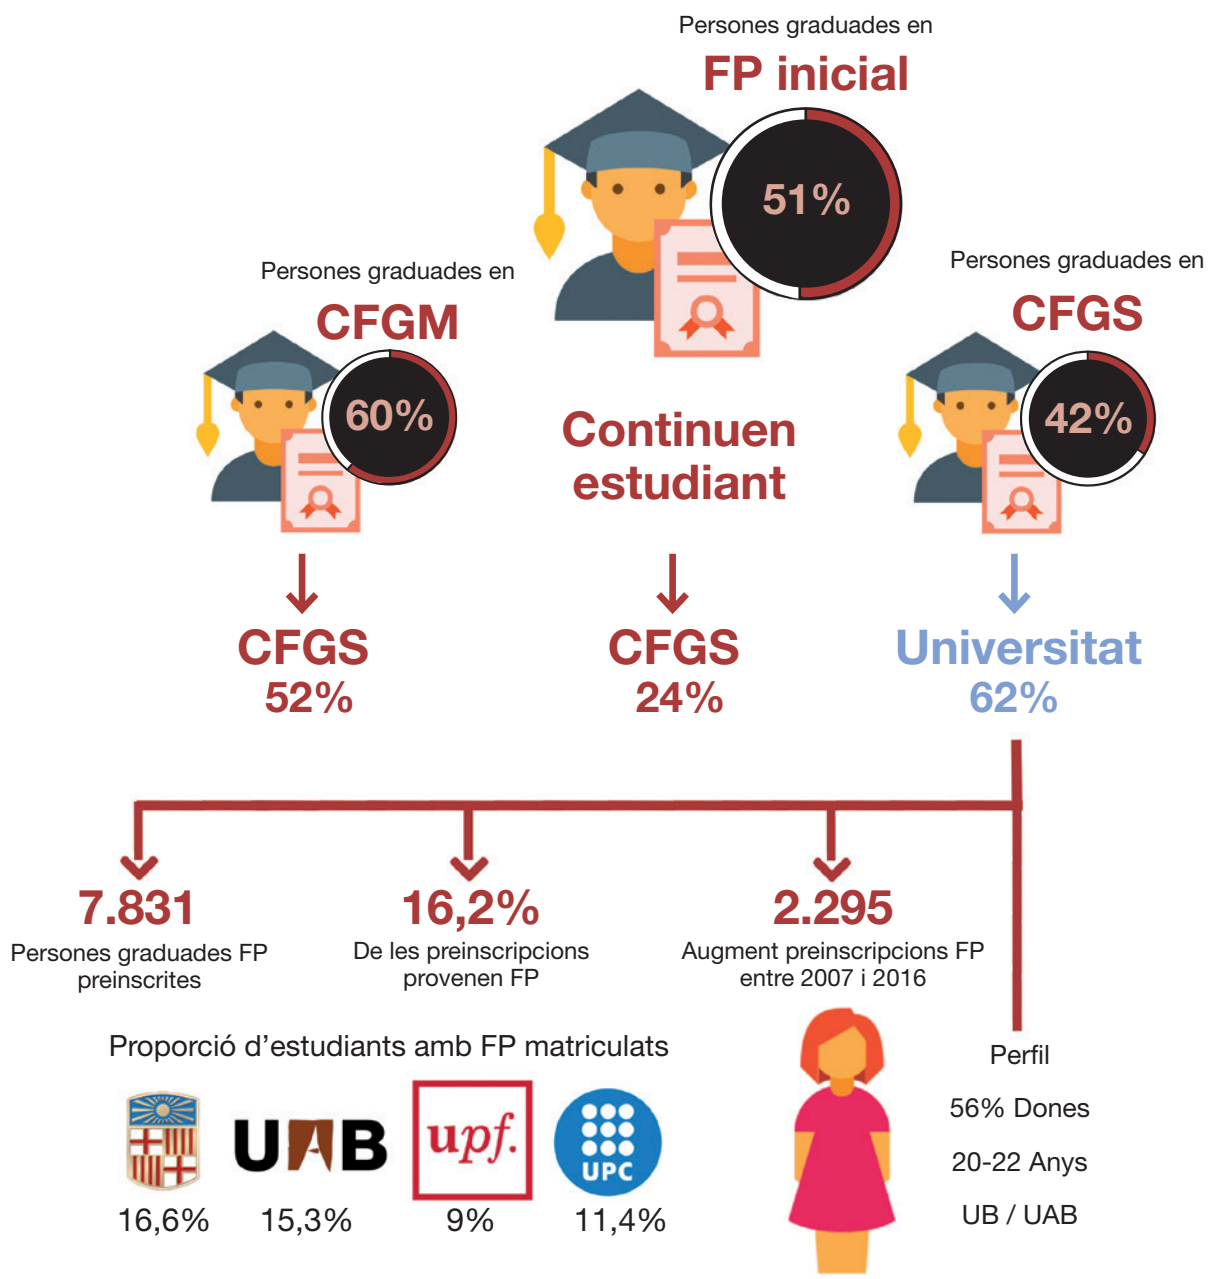 Persones graduades en
FP inicial
51%
Persones graduades en
CFGM
60%
Persones graduades en
CFGS
42%
Continuen
estudiant
CFGS
52%
CFGS
24%
Universitat
62%
7.831
Persones graduades FP
preinscrites
16,2%
De les preinscripcions
provenen FP
2.295
Augment preinscripcions FP
entre 2007 i 2016
Proporció d’estudiants amb FP matriculats
UAB
upf.
UPC
16,6%
15,3%
9%
11,4%
Perfil
56% Dones
20-22 Anys
UB / UAB